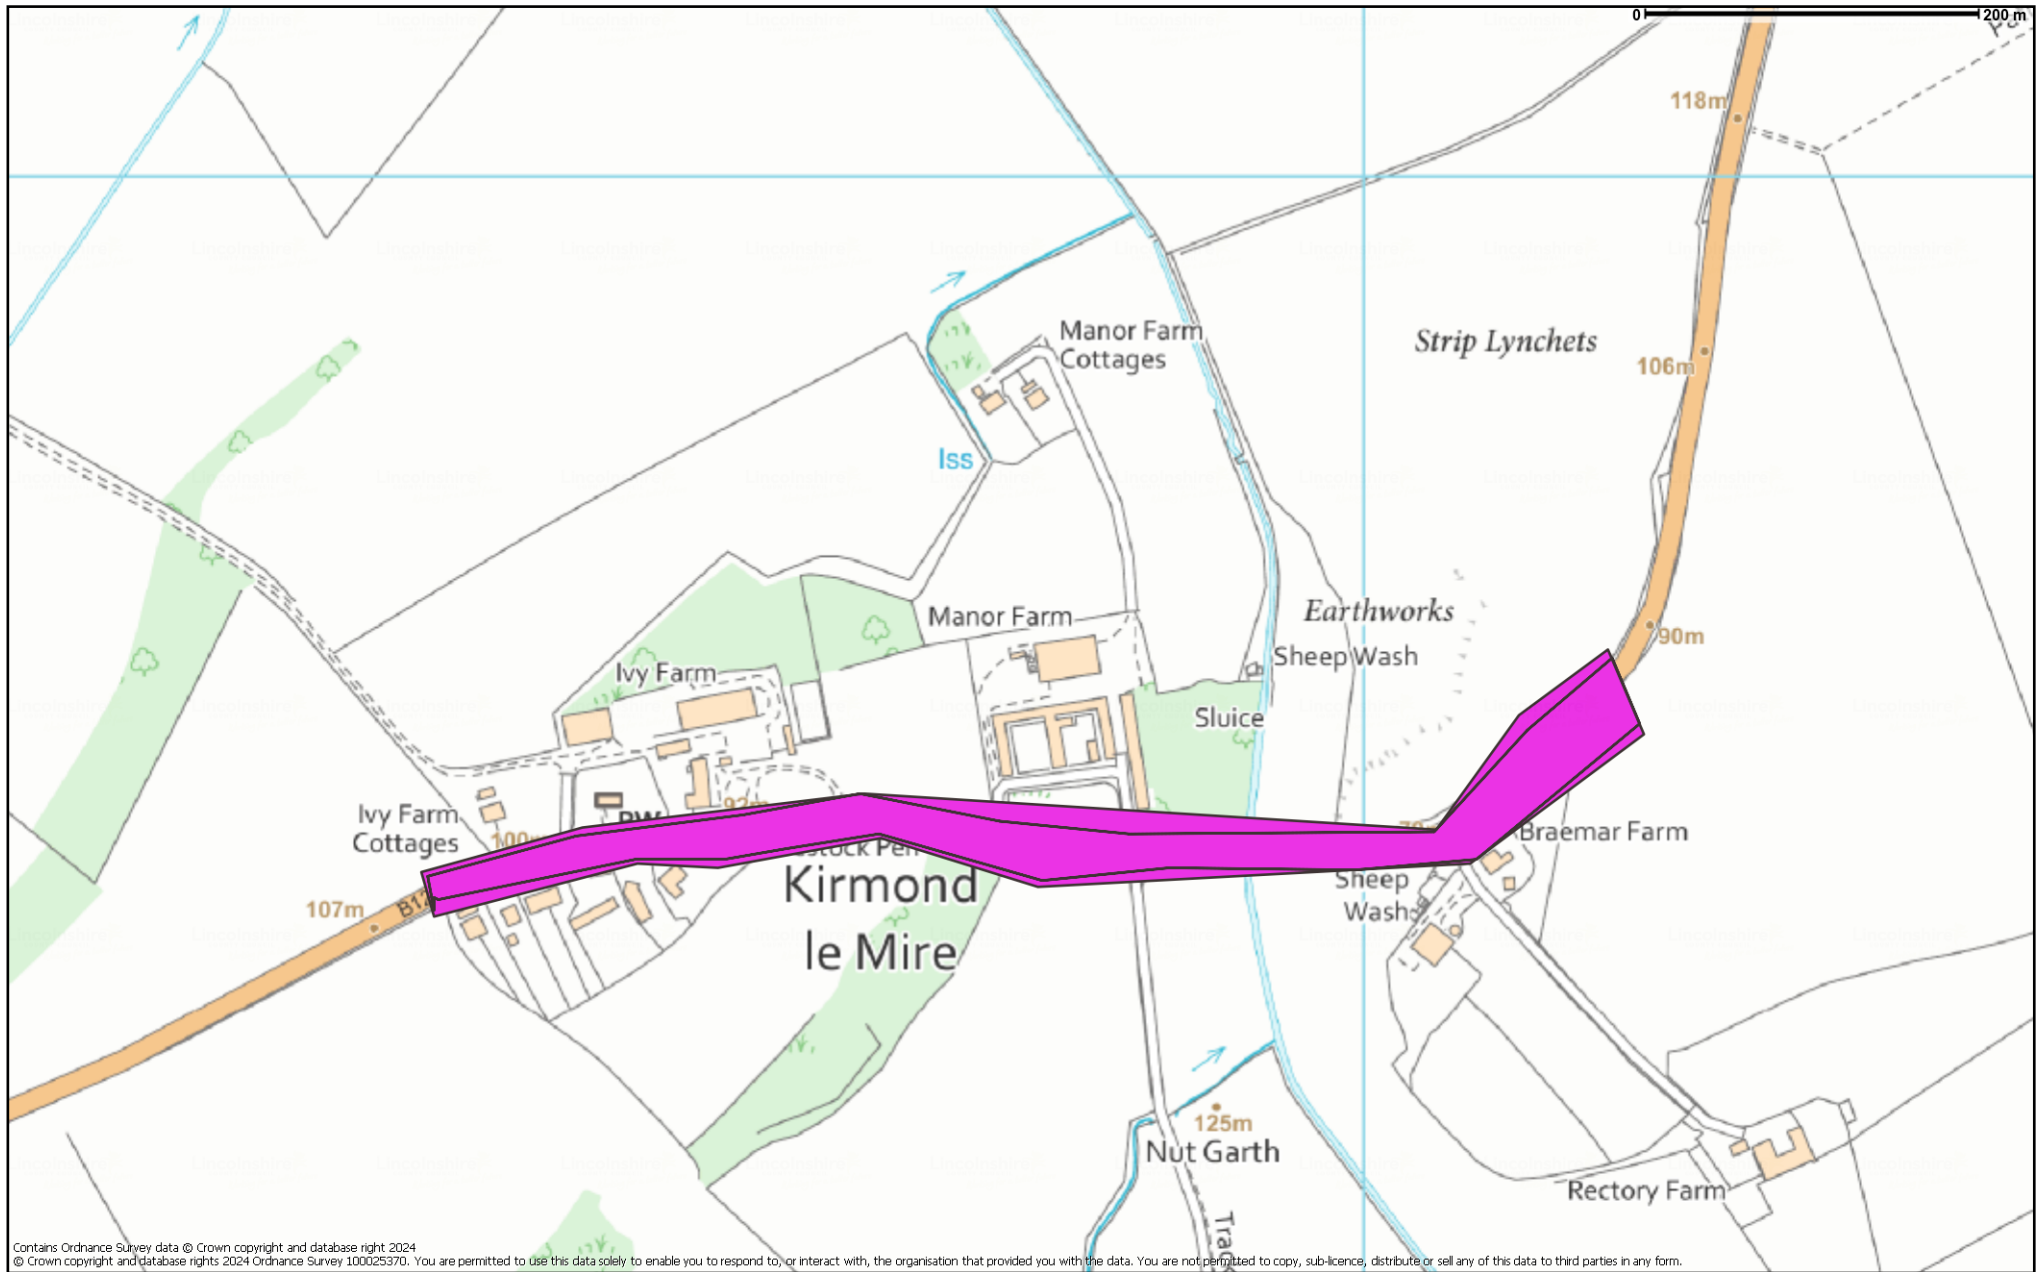 0 200 m
118m
Manor Farm
Cottages
Strip Lynchets
106m
Iss
Earthworks
Manor Farm
90m
Sheep Wash
Ivy Farm
Sluice
92m
PW
Ivy Farm
Cottages
100m
Braemar Farm
Kirmond
le Mire
Sheep
Wash
107m
B12
125m
Nut Garth
Rectory Farm
Contains Ordnance Survey data © Crown copyright and database right 2024
© Crown copyright and database rights 2024 Ordnance Survey 100025370. You are permitted to use this data solely to enable you to respond to, or interact with, the organisation that provided you with the data. You are not permitted to copy, sub-licence, distribute or sell any of this data to third parties in any form.